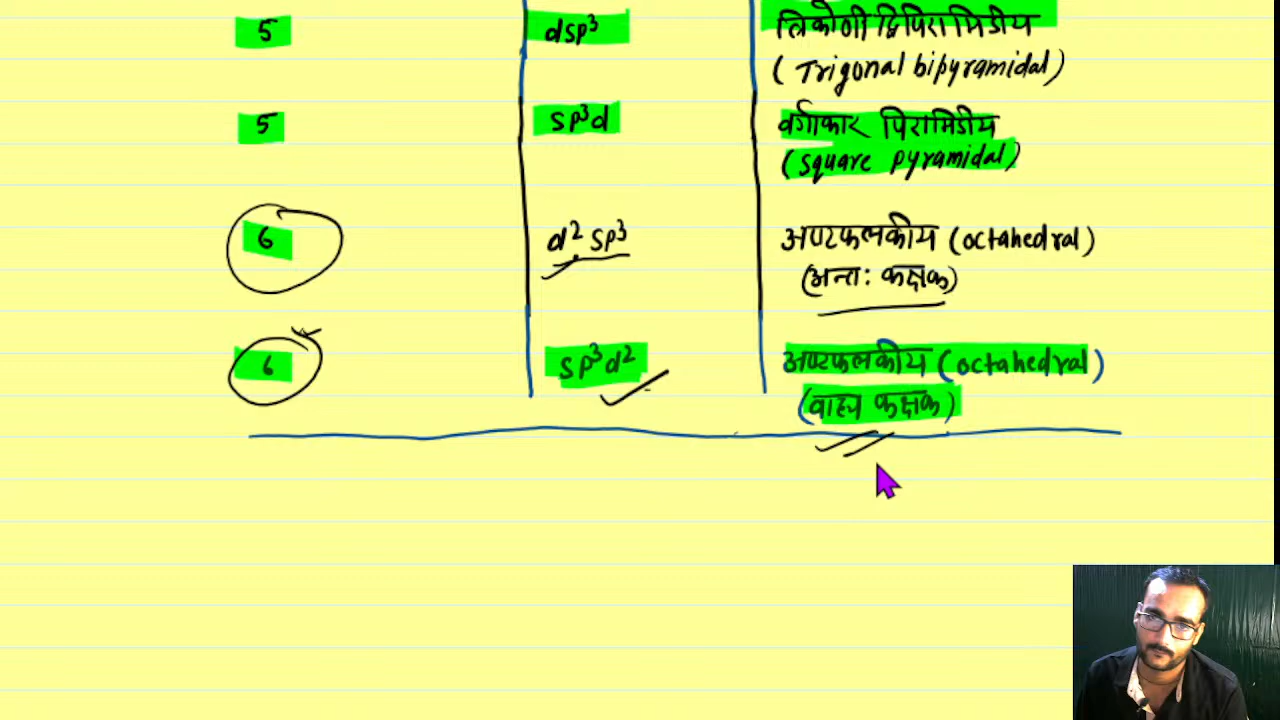 5 dsp³ त्रिकोणी द्विपिरामिडीय
(Trigonal bipyramidal)
5 sp³d वर्गाकार पिरामिडीय
(square pyramidal)
6 d²sp³ अष्टफलकीय (octahedral)
(अन्त: कक्षक)
6 sp³d² अष्टफलकीय (octahedral)
(वाह्य कक्षक)